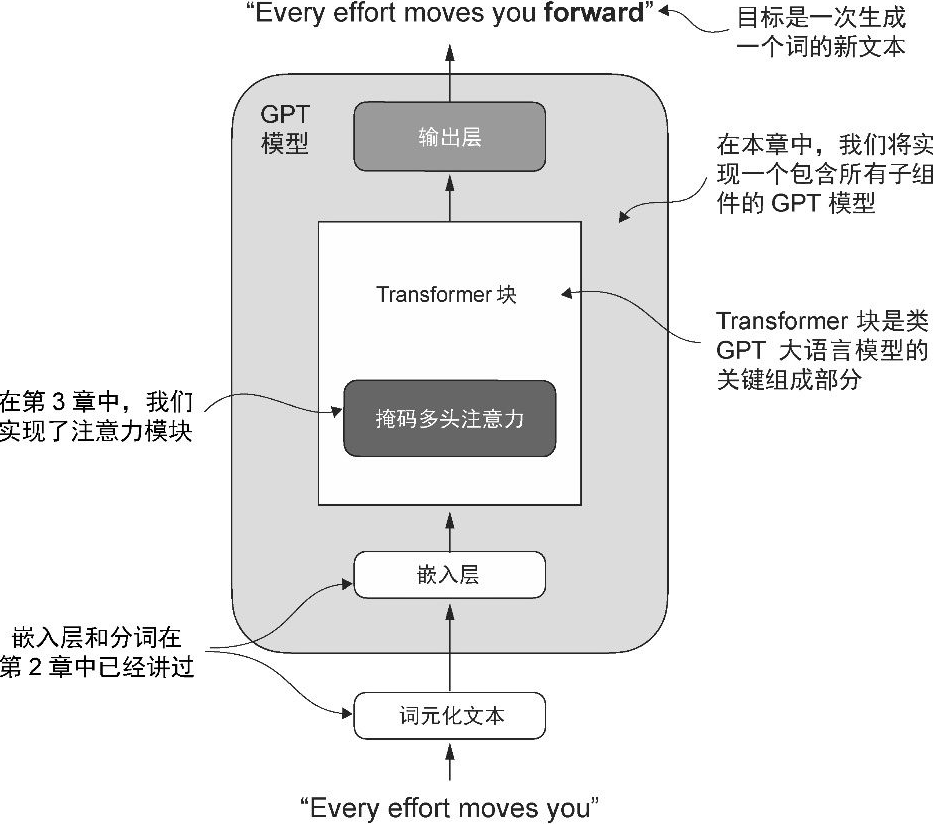 “Every effort moves you forward”
目标是一次生成
一个词的新文本
GPT
模型
输出层
在本章中，我们将实
现一个包含所有子组
件的 GPT 模型
Transformer 块
Transformer 块是类
GPT 大语言模型的
关键组成部分
在第 3 章中，我们
实现了注意力模块
掩码多头注意力
嵌入层
嵌入层和分词在
第 2 章中已经讲过
词元化文本
“Every effort moves you”